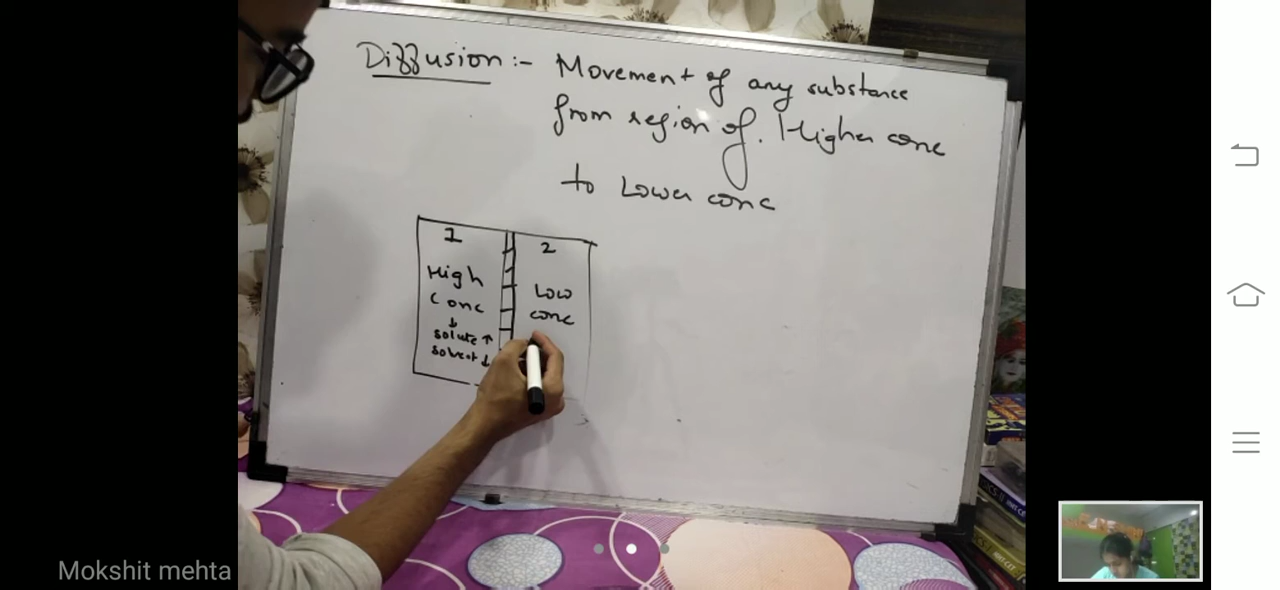 Diffusion :- Movement of any substance
from region of. Higher conc
to Lower conc
1
High
conc
↓
solute ↑
solvent ↓
2
Low
conc
Mokshit mehta